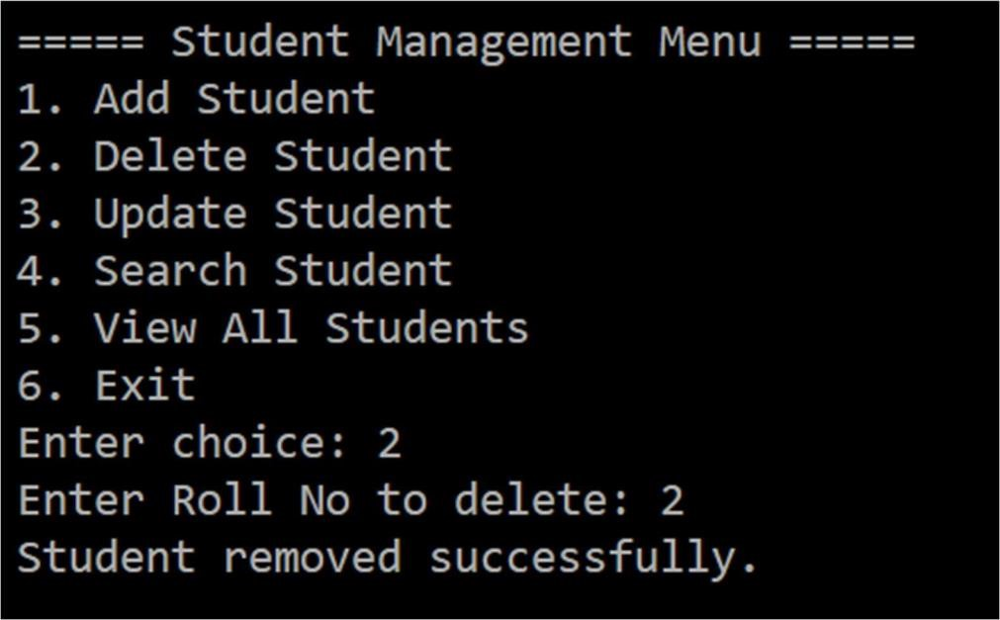 ===== Student Management Menu =====
1. Add Student
2. Delete Student
3. Update Student
4. Search Student
5. View All Students
6. Exit
Enter choice: 2
Enter Roll No to delete: 2
Student removed successfully.